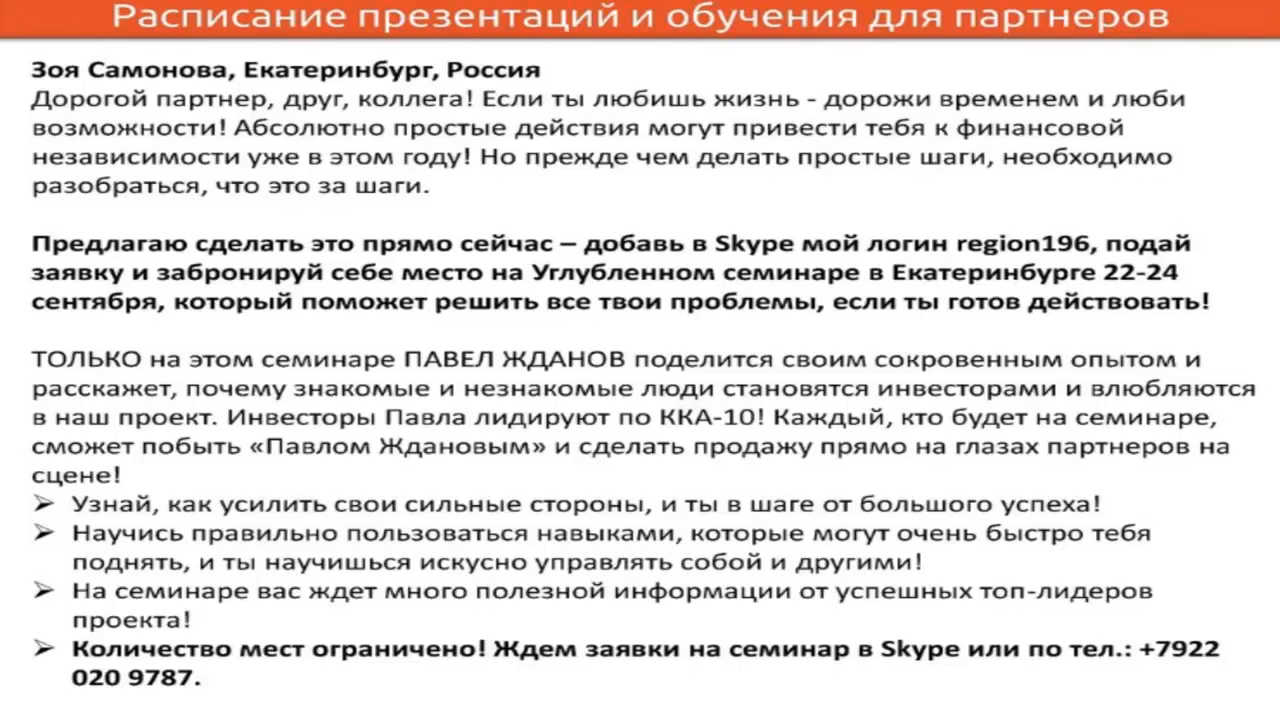 Расписание презентаций и обучения для партнеров
Зоя Самонова, Екатеринбург, Россия
Дорогой партнер, друг, коллега! Если ты любишь жизнь - дорожи временем и люби
возможности! Абсолютно простые действия могут привести тебя к финансовой
независимости уже в этом году! Но прежде чем делать простые шаги, необходимо
разобраться, что это за шаги.
Предлагаю сделать это прямо сейчас – добавь в Skype мой логин region196, подай
заявку и забронируй себе место на Углубленном семинаре в Екатеринбурге 22-24
сентября, который поможет решить все твои проблемы, если ты готов действовать!
ТОЛЬКО на этом семинаре ПАВЕЛ ЖДАНОВ поделится своим сокровенным опытом и
расскажет, почему знакомые и незнакомые люди становятся инвесторами и влюбляются
в наш проект. Инвесторы Павла лидируют по ККА-10! Каждый, кто будет на семинаре,
сможет побыть «Павлом Ждановым» и сделать продажу прямо на глазах партнеров на
сцене!
➢ Узнай, как усилить свои сильные стороны, и ты в шаге от большого успеха!
➢ Научись правильно пользоваться навыками, которые могут очень быстро тебя
поднять, и ты научишься искусно управлять собой и другими!
➢ На семинаре вас ждет много полезной информации от успешных топ-лидеров
проекта!
➢ Количество мест ограничено! Ждем заявки на семинар в Skype или по тел.: +7922
020 9787.